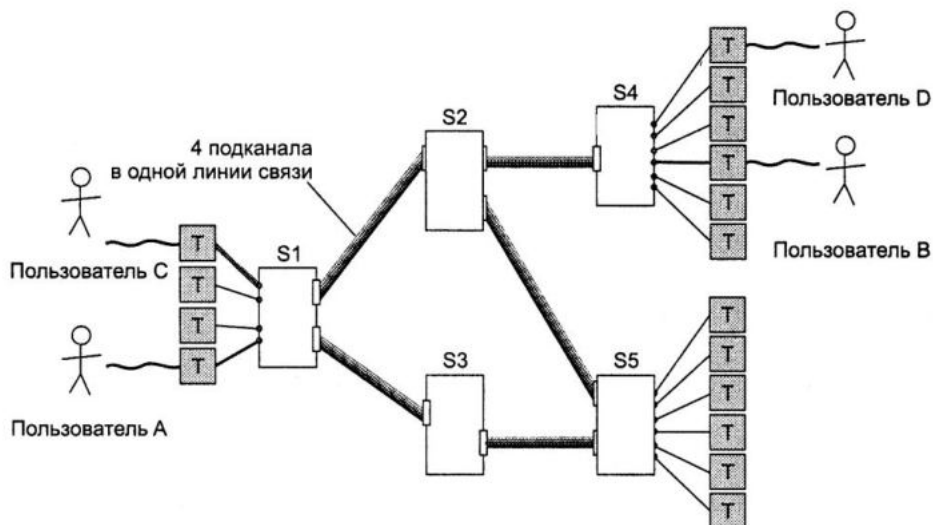 S4
T
Пользователь D
T
T
S2
4 подканала
в одной линии связи
T
Пользователь B
T
T
Пользователь C
T
S1
T
T
T
Пользователь A
S3
S5
T
T
T
T
T
T